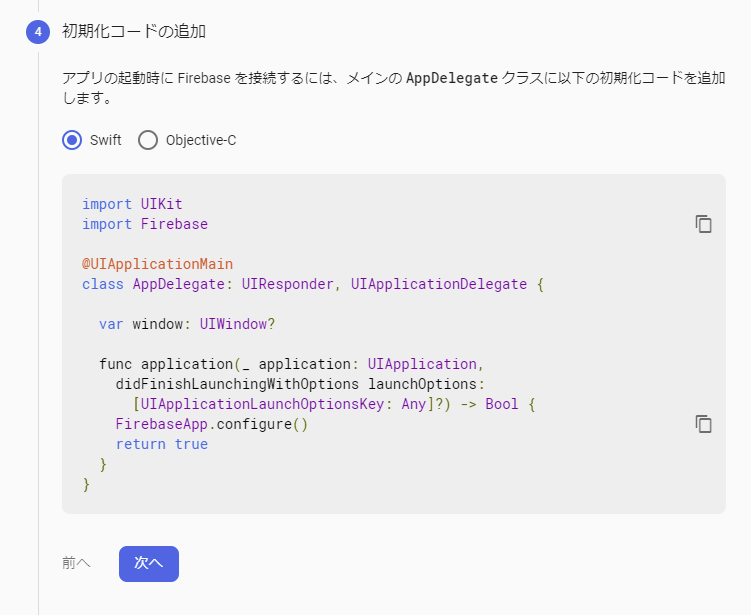 4 初期化コードの追加
アプリの起動時に Firebase を接続するには、メインの AppDelegate クラスに以下の初期化コードを追加
します。
Swift Objective-C
import UIKit
import Firebase
@UIApplicationMain
class AppDelegate: UIResponder, UIApplicationDelegate {
var window: UIWindow?
func application(_ application: UIApplication,
didFinishLaunchingWithOptions launchOptions:
[UIApplicationLaunchOptionsKey: Any]?) -> Bool {
FirebaseApp.configure()
return true
}
}
前へ 次へ